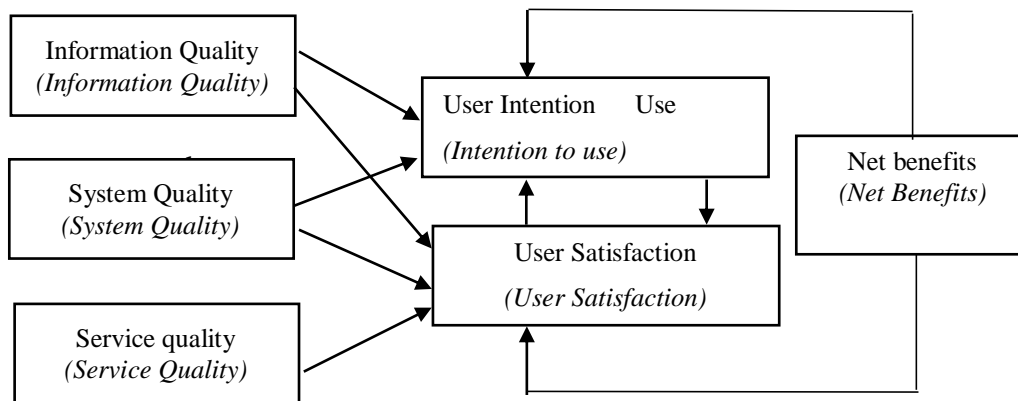 Information Quality
(Information Quality)
User Intention Use
(Intention to use)
System Quality
(System Quality)
Net benefits
(Net Benefits)
User Satisfaction
(User Satisfaction)
Service quality
(Service Quality)